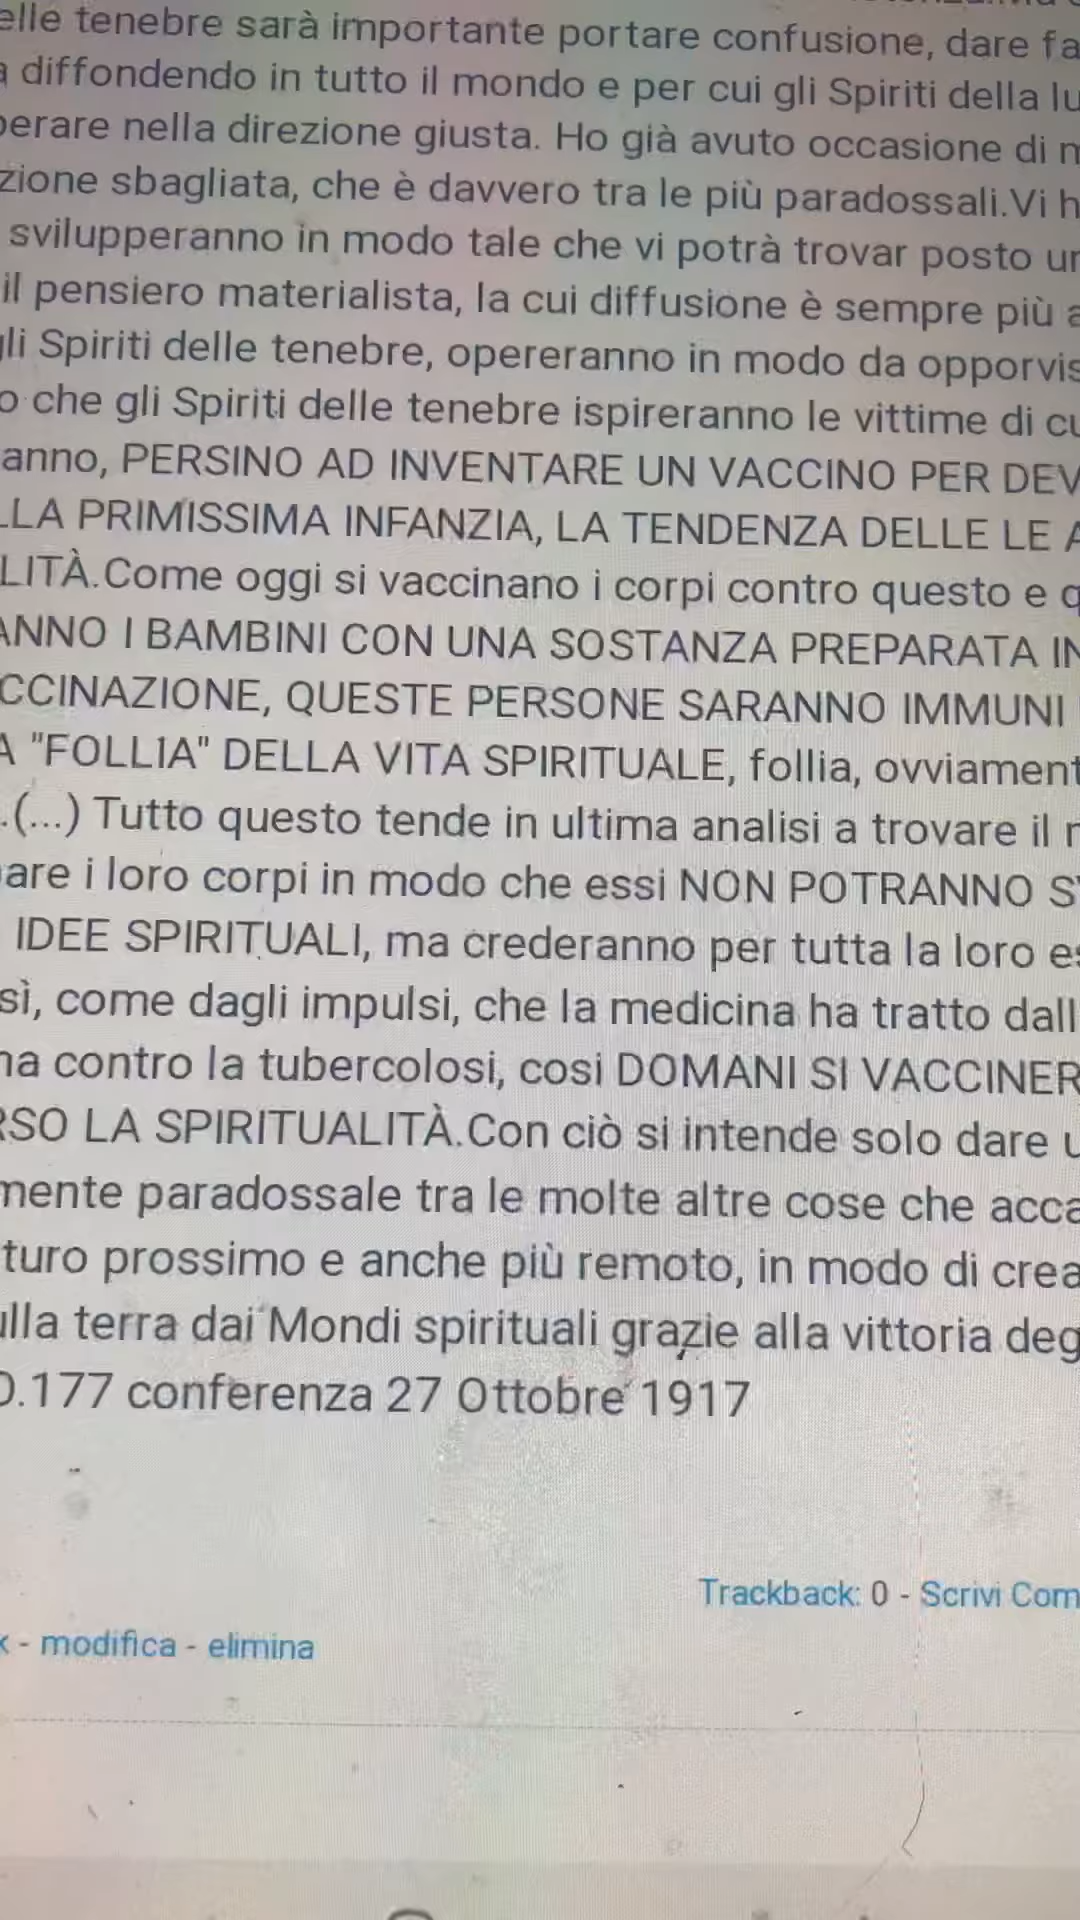 elle tenebre sarà importante portare confusione, dare fa
diffondendo in tutto il mondo e per cui gli Spiriti della lu
perare nella direzione giusta. Ho già avuto occasione di m
zione sbagliata, che è davvero tra le più paradossali.Vi h
svilupperanno in modo tale che vi potrà trovar posto un
il pensiero materialista, la cui diffusione è sempre più a
gli Spiriti delle tenebre, opereranno in modo da opporvis
o che gli Spiriti delle tenebre ispireranno le vittime di cu
anno, PERSINO AD INVENTARE UN VACCINO PER DEV
LLA PRIMISSIMA INFANZIA, LA TENDENZA DELLE LE A
LITÀ.Come oggi si vaccinano i corpi contro questo e q
ANNO I BAMBINI CON UNA SOSTANZA PREPARATA IN
CCINAZIONE, QUESTE PERSONE SARANNO IMMUNI
A "FOLLIA" DELLA VITA SPIRITUALE, follia, ovviament
.(...) Tutto questo tende in ultima analisi a trovare il m
are i loro corpi in modo che essi NON POTRANNO S
IDEE SPIRITUALI, ma crederanno per tutta la loro es
sì, come dagli impulsi, che la medicina ha tratto dall
na contro la tubercolosi, cosi DOMANI SI VACCINER
RSO LA SPIRITUALITÀ.Con ciò si intende solo dare u
mente paradossale tra le molte altre cose che acca
turo prossimo e anche più remoto, in modo di crea
ulla terra dai Mondi spirituali grazie alla vittoria deg
O.177 conferenza 27 Ottobre 1917
Trackback: 0 - Scrivi Com
k - modifica - elimina